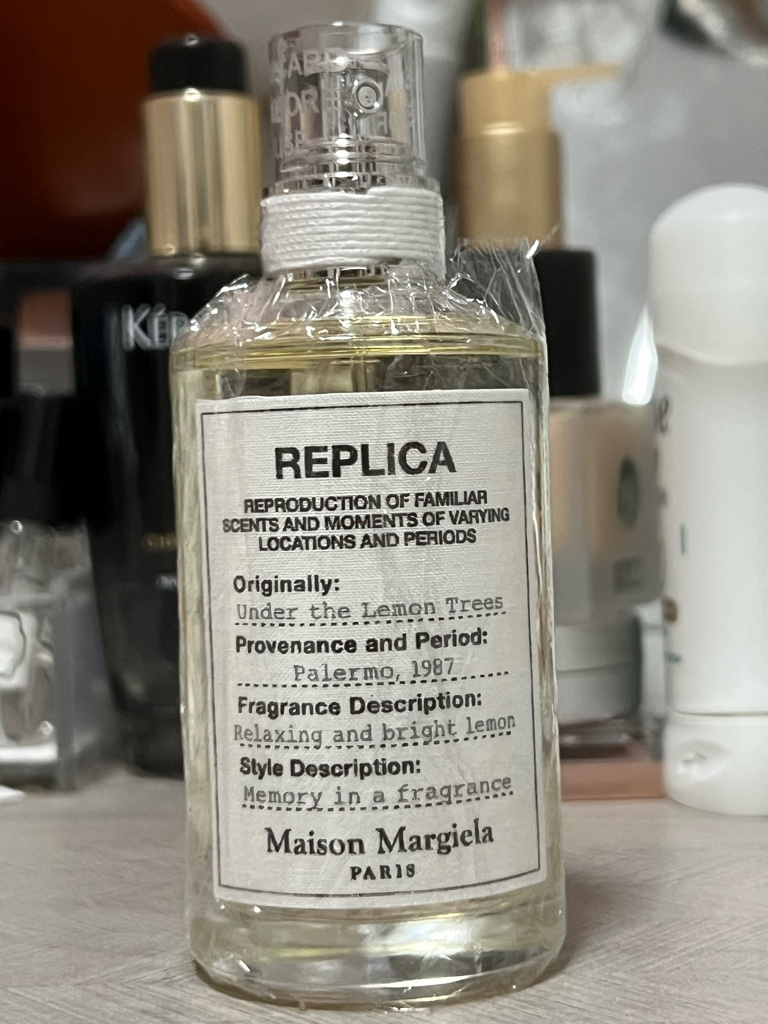 REPLICA
REPRODUCTION OF FAMILIAR
SCENTS AND MOMENTS OF VARYING
LOCATIONS AND PERIODS
Originally:
Under the Lemon Trees
Provenance and Period:
Palermo, 1987
Fragrance Description:
Relaxing and bright lemon
Style Description:
Memory in a fragrance
Maison Margiela
PARIS